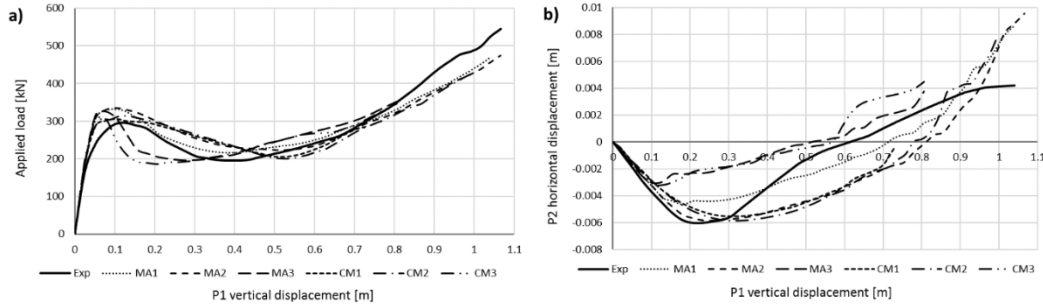 a)
Applied load [kN]
600
500
400
300
200
100
0
0 0.1 0.2 0.3 0.4 0.5 0.6 0.7 0.8 0.9 1 1.1
Exp MA1 MA2 MA3 CM1 CM2 CM3
P1 vertical displacement [m]
b)
P2 horizontal displacement [m]
0.01
0.008
0.006
0.004
0.002
0
-0.002
-0.004
-0.006
-0.008
0 0.1 0.2 0.3 0.4 0.5 0.6 0.7 0.8 0.9 1 1.1
Exp MA1 MA2 MA3 CM1 CM2 CM3
P1 vertical displacement [m]